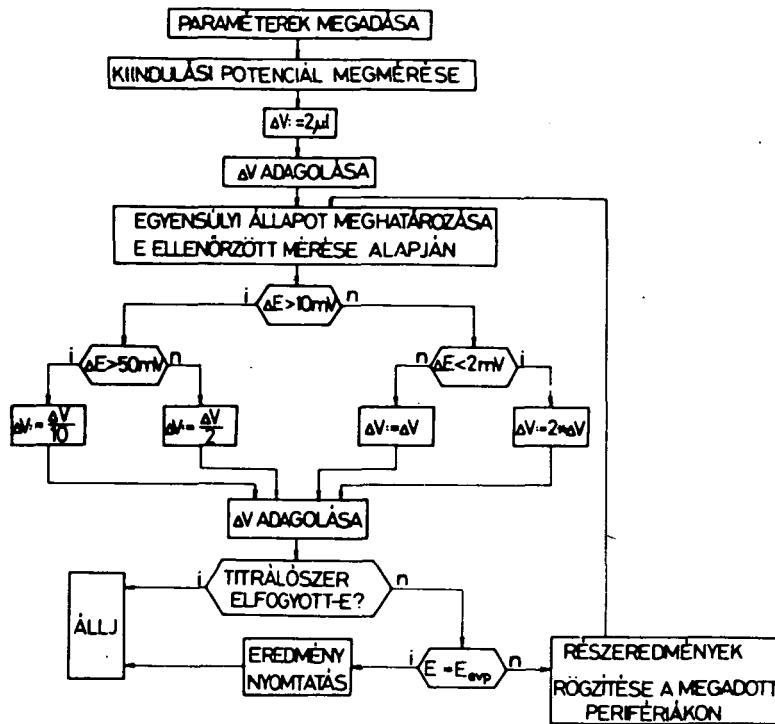 PARAMÉTEREK MEGADÁSA
KIINDULÁSI POTENCIÁL MEGMÉRÉSE
ΔV:=2μl
ΔV ADAGOLÁSA
EGYENSÚLYI ÁLLAPOT MEGHATÁROZÁSA
E ELLENŐRZÖTT MÉRÉSE ALAPJÁN
i ΔE>10mV n
i ΔE>50mV n
n ΔE<2mV i
ΔV:=ΔV/10
ΔV:=ΔV/2
ΔV:=ΔV
ΔV:=2*ΔV
ΔV ADAGOLÁSA
i TITRÁLÓSZER n
ELFOGYOTT-E?
ÁLLJ
EREDMÉNY
NYOMTATÁS
i E=Eevp n
RÉSZEREDMÉNYEK
RÖGZÍTÉSE A MEGADOTT
PERIFÉRIÁKON